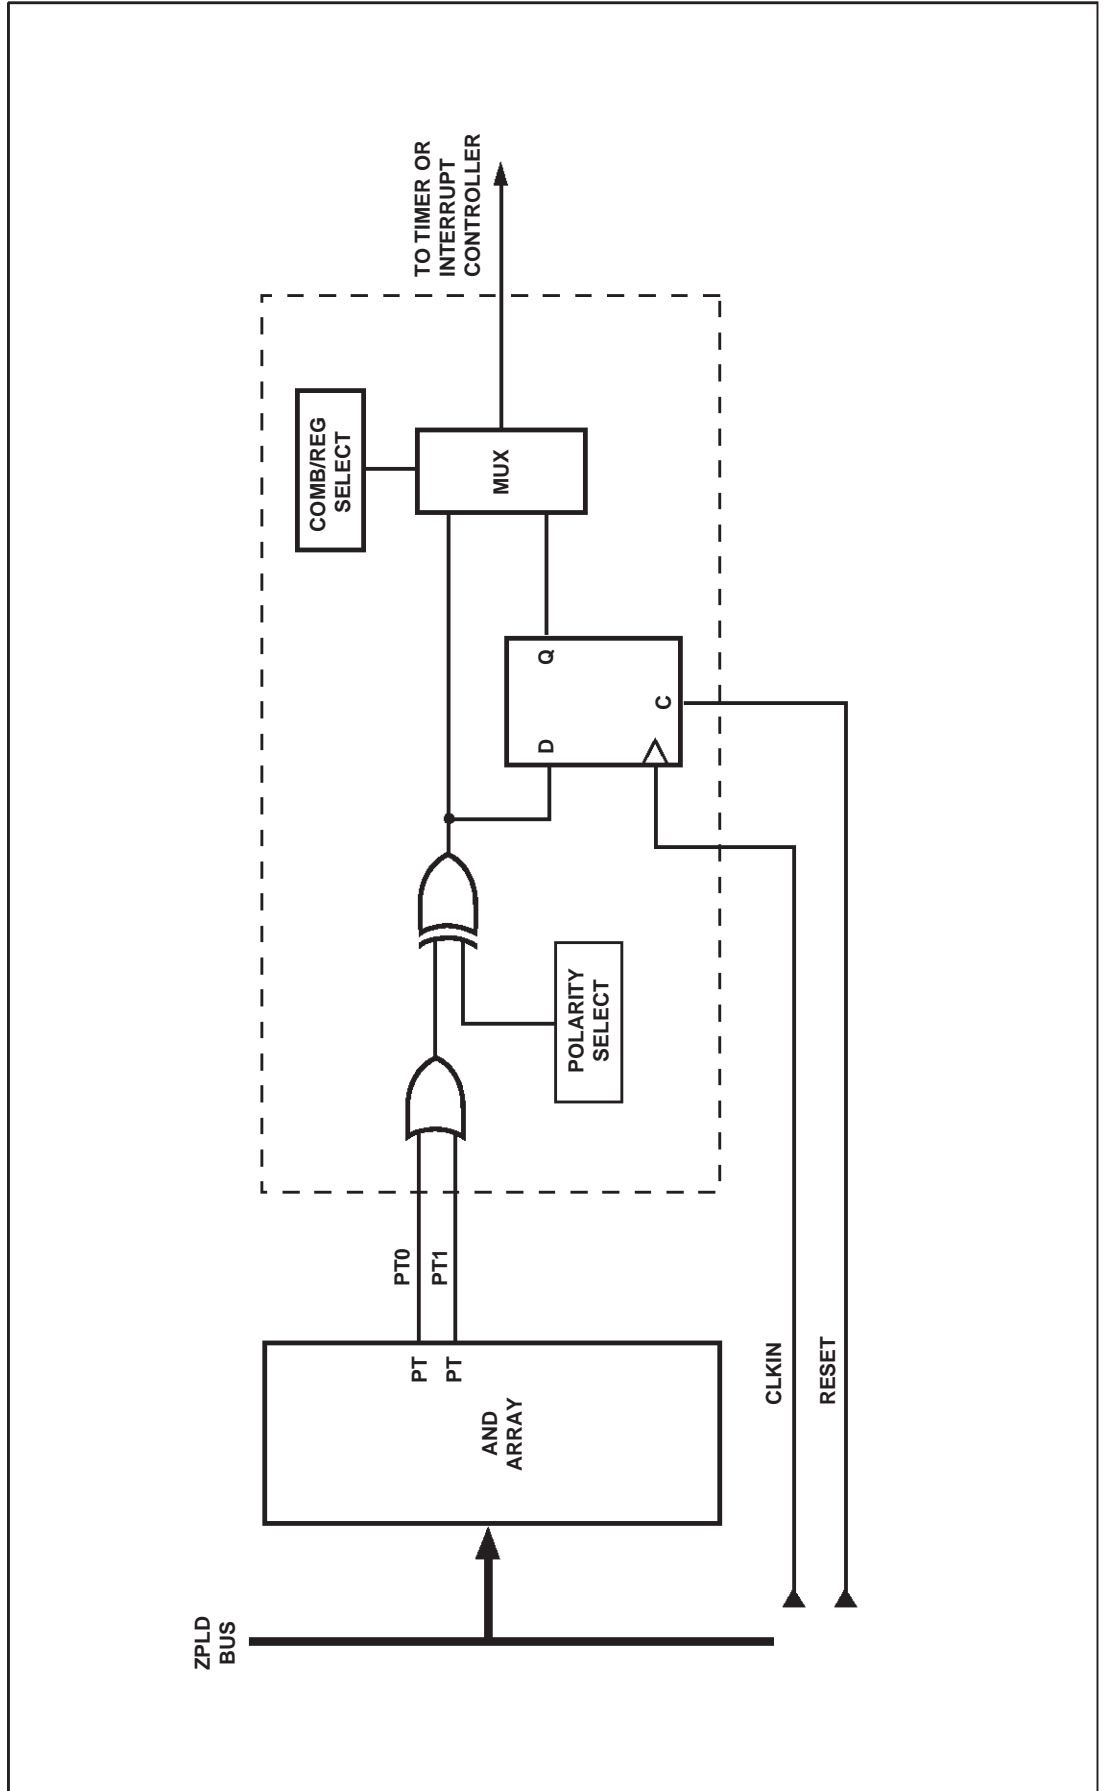 ZPLD
BUS
AND
ARRAY
PT
PT
PT0
PT1
CLKIN
RESET
POLARITY
SELECT
D
Q
C
COMB/REG
SELECT
MUX
TO TIMER OR
INTERRUPT
CONTROLLER